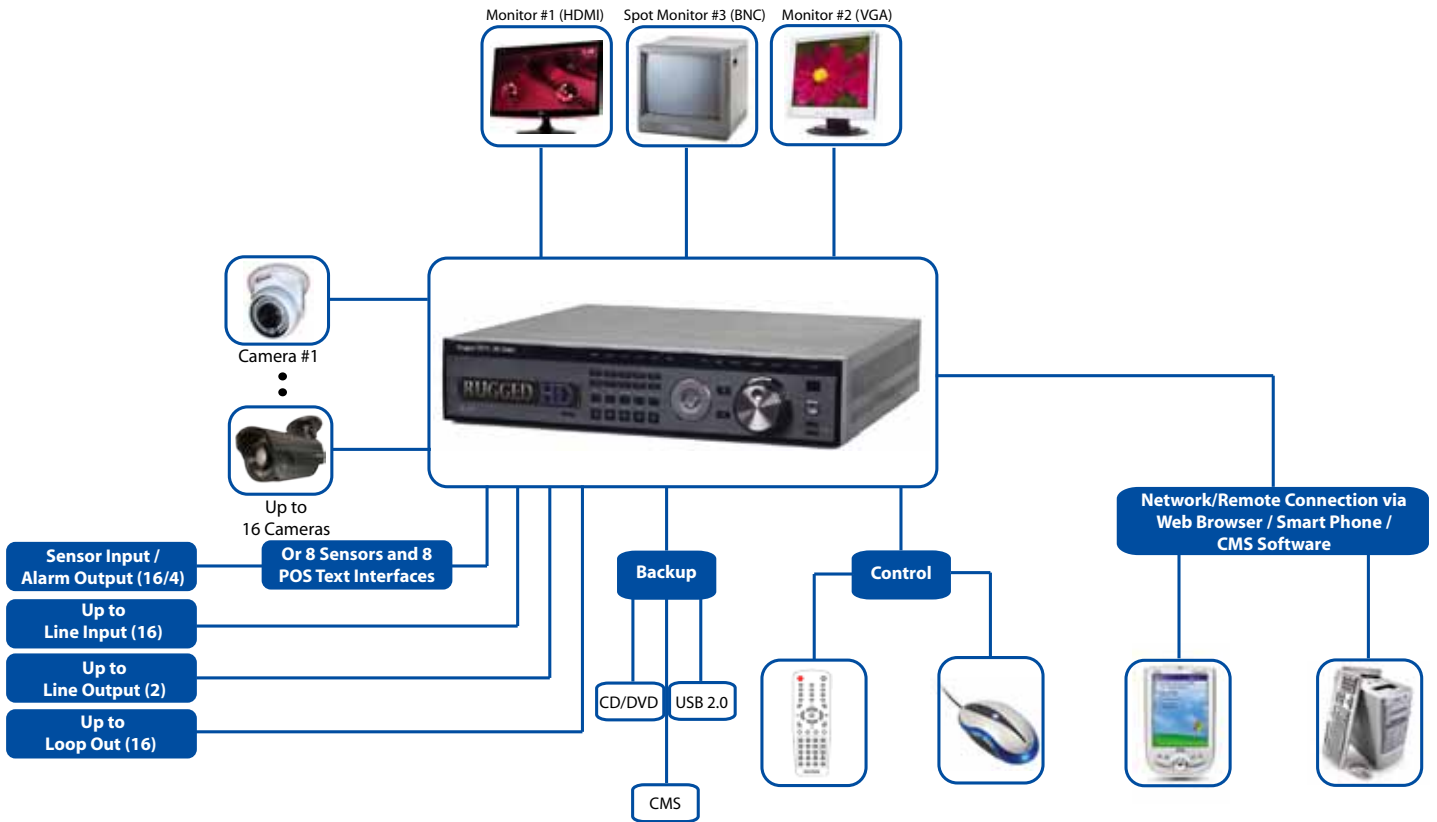 Monitor #1 (HDMI)
Spot Monitor #3 (BNC)
Monitor #2 (VGA)
Camera #1
RUGGED
Up to
16 Cameras
Network/Remote Connection via
Web Browser / Smart Phone /
CMS Software
Sensor Input /
Alarm Output (16/4)
Or 8 Sensors and 8
POS Text Interfaces
Backup
Control
Up to
Line Input (16)
Up to
Line Output (2)
CD/DVD
USB 2.0
Up to
Loop Out (16)
CMS